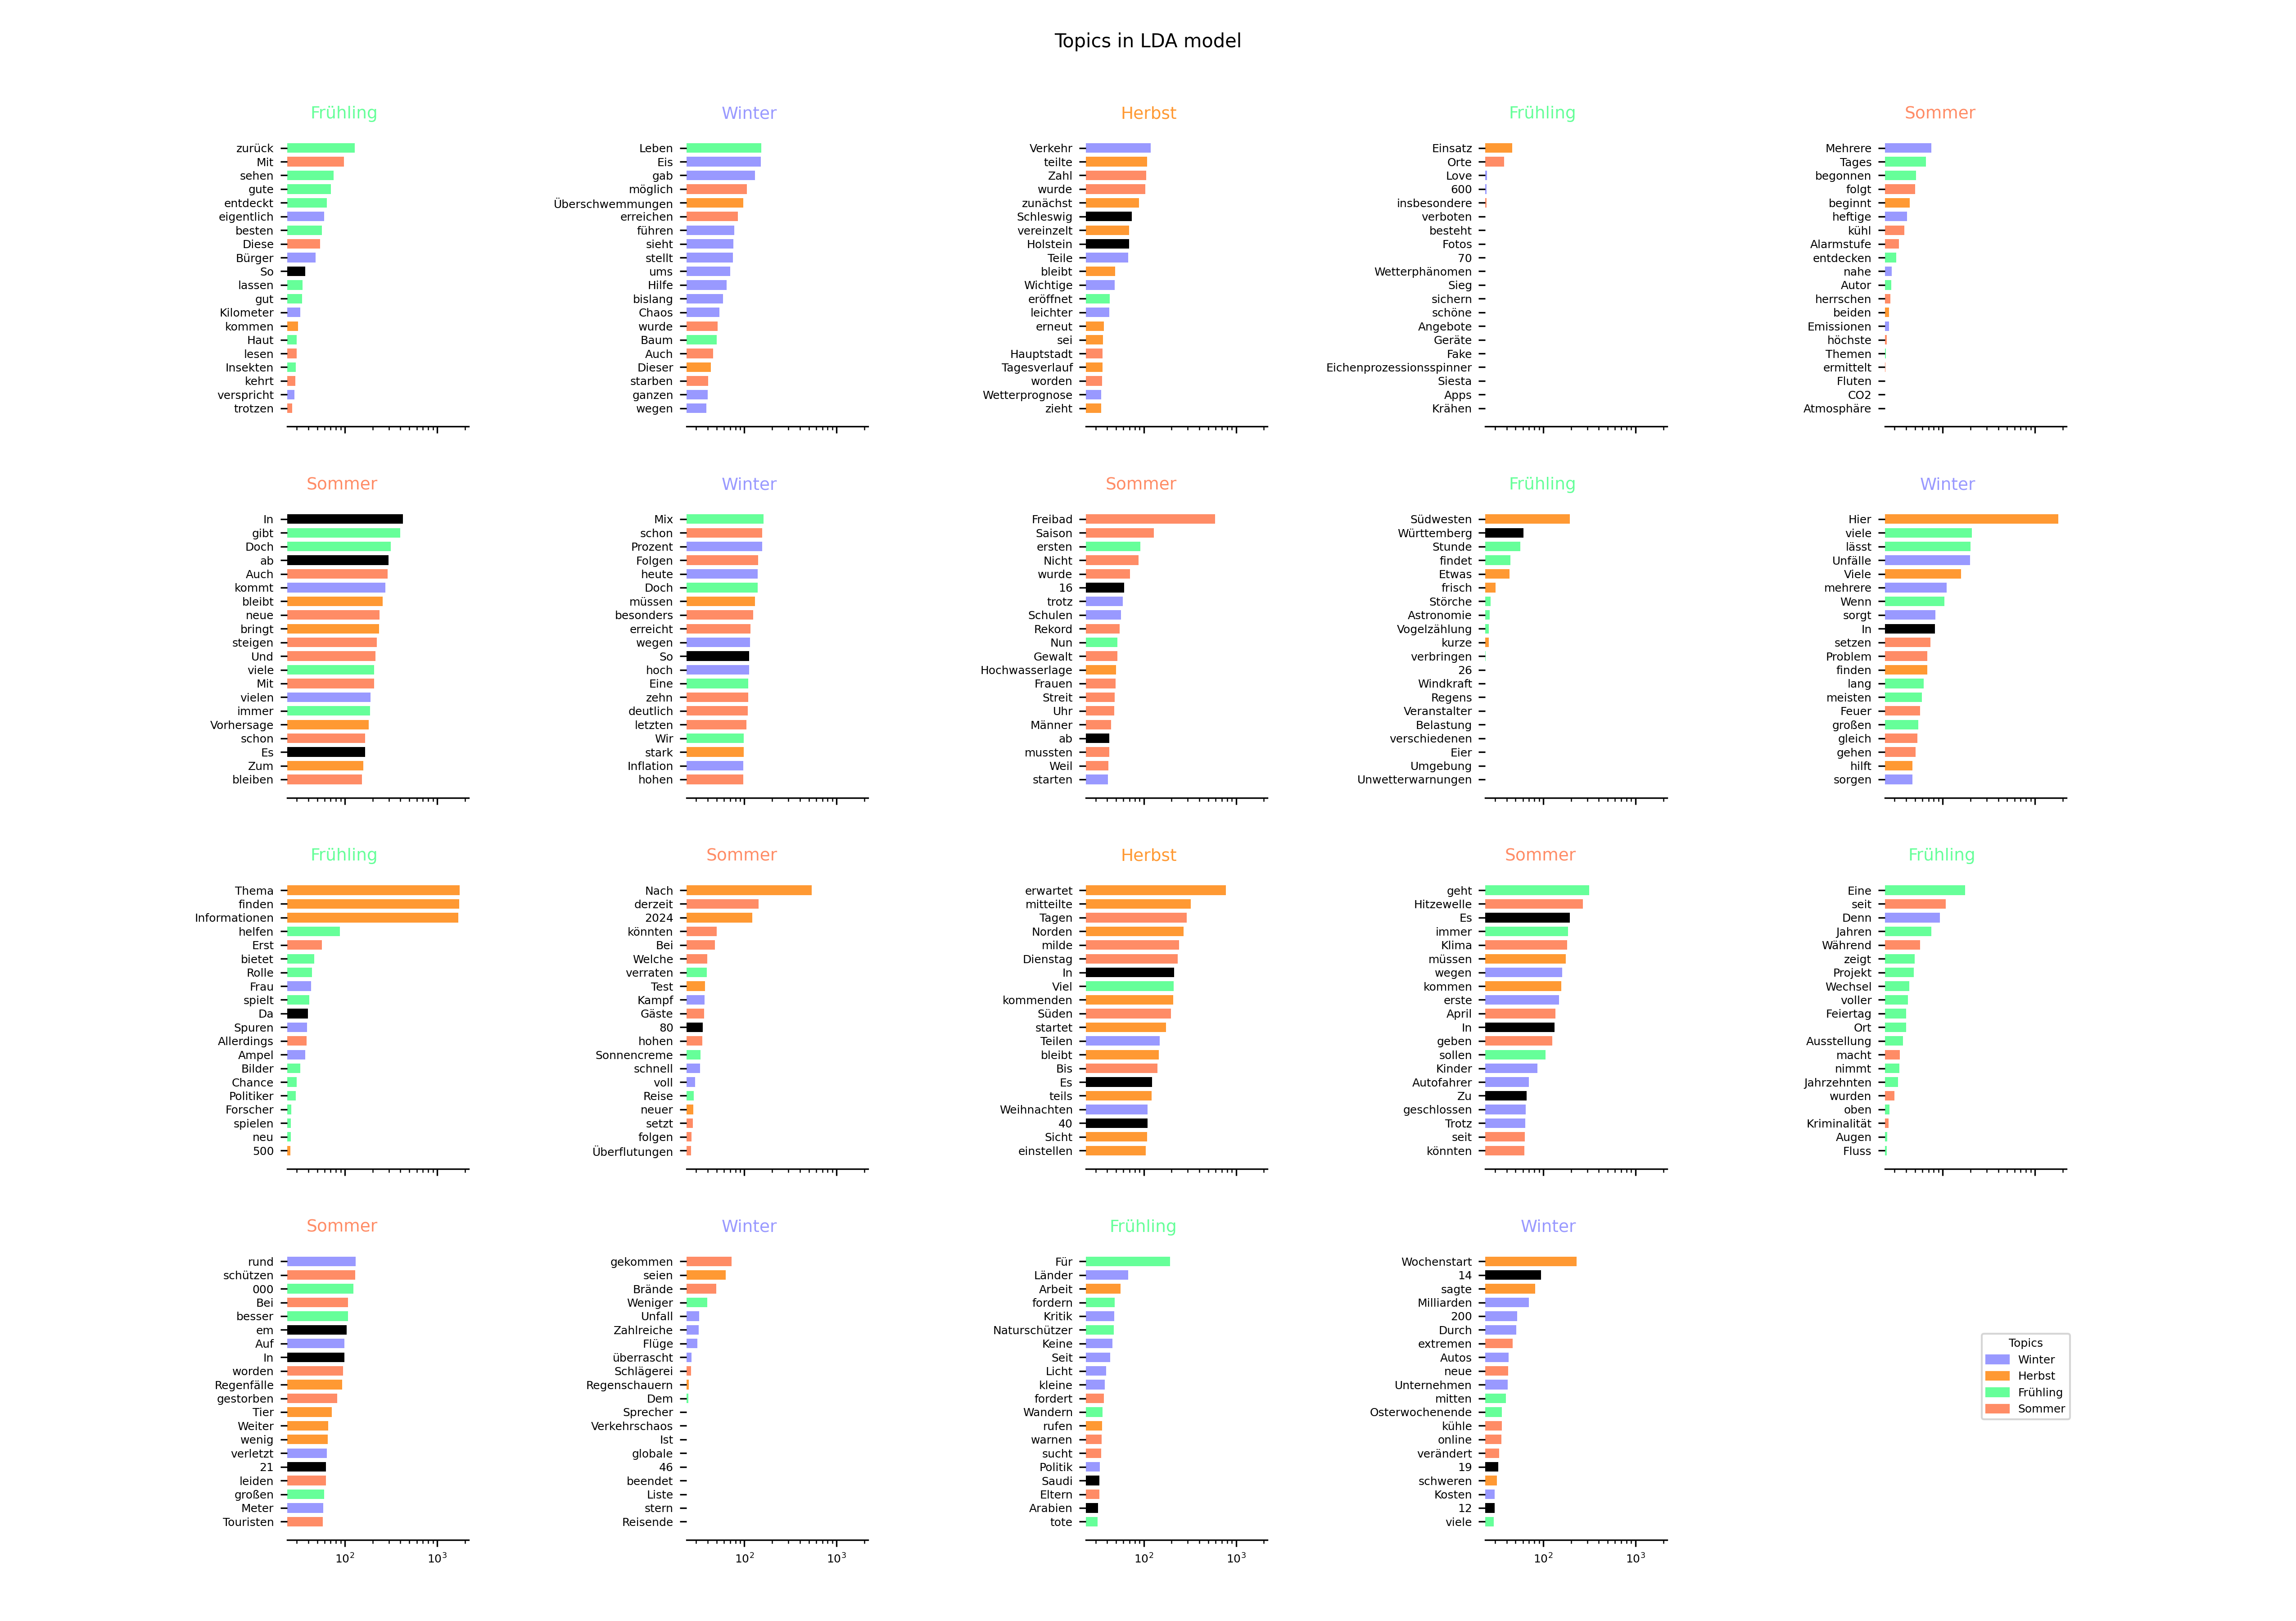 Topics in LDA model
Frühling
zurück
Mit
sehen
gute
entdeckt
eigentlich
besten
Diese
Bürger
So
lassen
gut
Kilometer
kommen
Haut
lesen
Insekten
kehrt
verspricht
trotzen
Winter
Leben
Eis
gab
möglich
Überschwemmungen
erreichen
führen
sieht
stellt
ums
Hilfe
bislang
Chaos
wurde
Baum
Auch
Dieser
starben
ganzen
wegen
Herbst
Verkehr
teilte
Zahl
wurde
zunächst
Schleswig
vereinzelt
Holstein
Teile
bleibt
Wichtige
eröffnet
leichter
erneut
sei
Hauptstadt
Tagesverlauf
worden
Wetterprognose
zieht
Frühling
Einsatz
Orte
Love
600
insbesondere
verboten
besteht
Fotos
70
Wetterphänomen
Sieg
sichern
schöne
Angebote
Geräte
Fake
Eichenprozessionsspinner
Siesta
Apps
Krähen
Sommer
Mehrere
Tages
begonnen
folgt
beginnt
heftige
kühl
Alarmstufe
entdecken
nahe
Autor
herrschen
beiden
Emissionen
höchste
Themen
ermittelt
Fluten
CO2
Atmosphäre
Sommer
In
gibt
Doch
ab
Auch
kommt
bleibt
neue
bringt
steigen
Und
viele
Mit
vielen
immer
Vorhersage
schon
Es
Zum
bleiben
Winter
Mix
schon
Prozent
Folgen
heute
Doch
müssen
besonders
erreicht
wegen
So
hoch
Eine
zehn
deutlich
letzten
Wir
stark
Inflation
hohen
Sommer
Freibad
Saison
ersten
Nicht
wurde
16
trotz
Schulen
Rekord
Nun
Gewalt
Hochwasserlage
Frauen
Streit
Uhr
Männer
ab
mussten
Weil
starten
Frühling
Südwesten
Württemberg
Stunde
findet
Etwas
frisch
Störche
Astronomie
Vogelzählung
kurze
verbringen
26
Windkraft
Regens
Veranstalter
Belastung
verschiedenen
Eier
Umgebung
Unwetterwarnungen
Winter
Hier
viele
lässt
Unfälle
Viele
mehrere
Wenn
sorgt
In
setzen
Problem
finden
lang
meisten
Feuer
großen
gleich
gehen
hilft
sorgen
Frühling
Thema
finden
Informationen
helfen
Erst
bietet
Rolle
Frau
spielt
Da
Spuren
Allerdings
Ampel
Bilder
Chance
Politiker
Forscher
spielen
neu
500
Sommer
Nach
derzeit
2024
könnten
Bei
Welche
verraten
Test
Kampf
Gäste
80
hohen
Sonnencreme
schnell
voll
Reise
neuer
setzt
folgen
Überflutungen
Herbst
erwartet
mitteilte
Tagen
Norden
milde
Dienstag
In
Viel
kommenden
Süden
startet
Teilen
bleibt
Bis
Es
teils
Weihnachten
40
Sicht
einstellen
Sommer
geht
Hitzewelle
Es
immer
Klima
müssen
wegen
kommen
erste
April
In
geben
sollen
Kinder
Autofahrer
Zu
geschlossen
Trotz
seit
könnten
Frühling
Eine
seit
Denn
Jahren
Während
zeigt
Projekt
Wechsel
voller
Feiertag
Ort
Ausstellung
macht
nimmt
Jahrzehnten
wurden
oben
Kriminalität
Augen
Fluss
Sommer
rund
schützen
000
Bei
besser
em
Auf
In
worden
Regenfälle
gestorben
Tier
Weiter
wenig
verletzt
21
leiden
großen
Meter
Touristen
10²
10³
Winter
gekommen
seien
Brände
Weniger
Unfall
Zahlreiche
Flüge
überrascht
Schlägerei
Regenschauern
Dem
Sprecher
Verkehrschaos
Ist
globale
46
beendet
Liste
stern
Reisende
10²
10³
Frühling
Für
Länder
Arbeit
fordern
Kritik
Naturschützer
Keine
Seit
Licht
kleine
fordert
Wandern
rufen
warnen
sucht
Politik
Saudi
Eltern
Arabien
tote
10²
10³
Winter
Wochenstart
14
sagte
Milliarden
200
Durch
extremen
Autos
neue
Unternehmen
mitten
Osterwochenende
kühle
online
verändert
19
schweren
Kosten
12
viele
10²
10³
Topics
Winter
Herbst
Frühling
Sommer